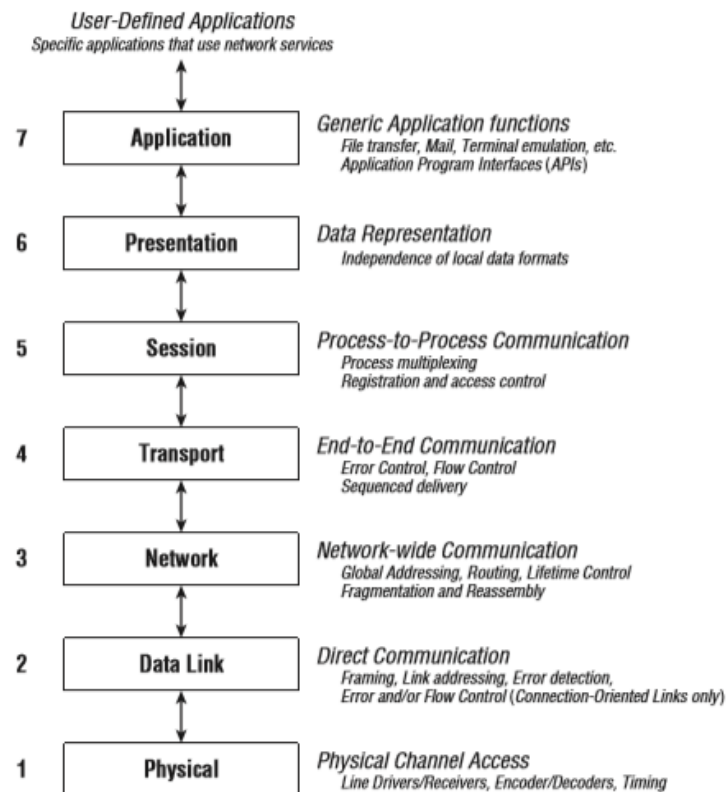 User-Defined Applications
Specific applications that use network services
7
Application
Generic Application functions
File transfer, Mail, Terminal emulation, etc.
Application Program Interfaces (APIs)
6
Presentation
Data Representation
Independence of local data formats
5
Session
Process-to-Process Communication
Process multiplexing
Registration and access control
4
Transport
End-to-End Communication
Error Control, Flow Control
Sequenced delivery
3
Network
Network-wide Communication
Global Addressing, Routing, Lifetime Control
Fragmentation and Reassembly
2
Data Link
Direct Communication
Framing, Link addressing, Error detection,
Error and/or Flow Control (Connection-Oriented Links only)
1
Physical
Physical Channel Access
Line Drivers/Receivers, Encoder/Decoders, Timing